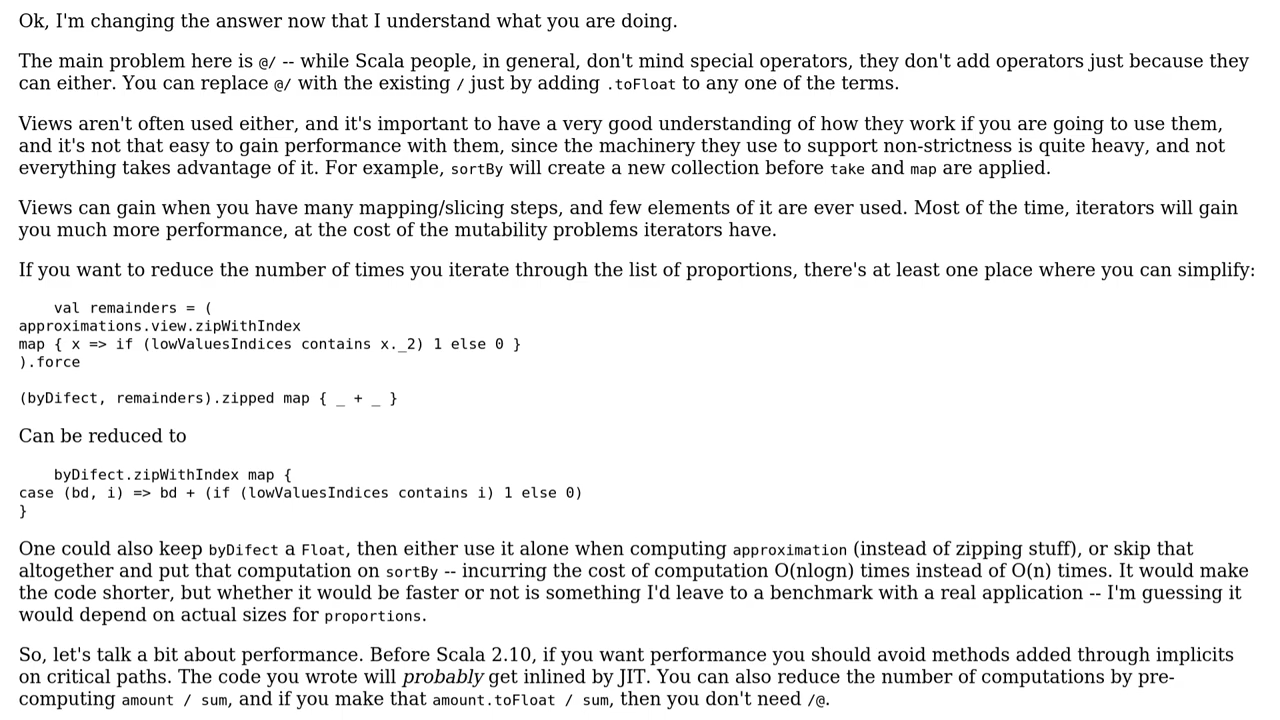 Ok, I'm changing the answer now that I understand what you are doing.
The main problem here is @/ -- while Scala people, in general, don't mind special operators, they don't add operators just because they
can either. You can replace @/ with the existing / just by adding .toFloat to any one of the terms.
Views aren't often used either, and it's important to have a very good understanding of how they work if you are going to use them,
and it's not that easy to gain performance with them, since the machinery they use to support non-strictness is quite heavy, and not
everything takes advantage of it. For example, sortBy will create a new collection before take and map are applied.
Views can gain when you have many mapping/slicing steps, and few elements of it are ever used. Most of the time, iterators will gain
you much more performance, at the cost of the mutability problems iterators have.
If you want to reduce the number of times you iterate through the list of proportions, there's at least one place where you can simplify:
    val remainders = (
approximations.view.zipWithIndex
map { x => if (lowValuesIndices contains x._2) 1 else 0 }
).force
(byDifect, remainders).zipped map { _ + _ }
Can be reduced to
    byDifect.zipWithIndex map {
case (bd, i) => bd + (if (lowValuesIndices contains i) 1 else 0)
}
One could also keep byDifect a Float, then either use it alone when computing approximation (instead of zipping stuff), or skip that
altogether and put that computation on sortBy -- incurring the cost of computation O(nlogn) times instead of O(n) times. It would make
the code shorter, but whether it would be faster or not is something I'd leave to a benchmark with a real application -- I'm guessing it
would depend on actual sizes for proportions.
So, let's talk a bit about performance. Before Scala 2.10, if you want performance you should avoid methods added through implicits
on critical paths. The code you wrote will probably get inlined by JIT. You can also reduce the number of computations by pre-
computing amount / sum, and if you make that amount.toFloat / sum, then you don't need /@.